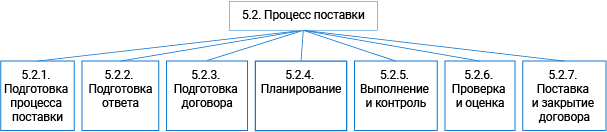 5.2. Процесс поставки
5.2.1.
Подготовка
процесса
поставки
5.2.2.
Подготовка
ответа
5.2.3.
Подготовка
договора
5.2.4.
Планирование
5.2.5.
Выполнение
и контроль
5.2.6.
Проверка
и оценка
5.2.7.
Поставка
и закрытие
договора